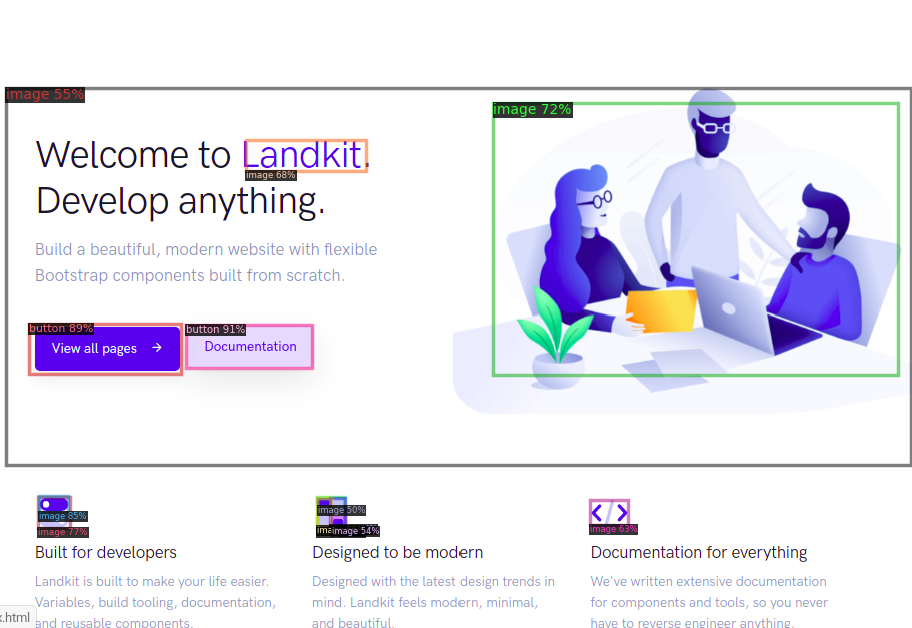 image 55%
image 72%
Welcome to Landkit.
image 68%
Develop anything.
Build a beautiful, modern website with flexible
Bootstrap components built from scratch.
button 89%
View all pages →
button 91%
Documentation
image 85%
image 77%
Built for developers
Landkit is built to make your life easier.
Variables, build tooling, documentation,
and reusable components.
image 50%
image 54%
Designed to be modern
Designed with the latest design trends in
mind. Landkit feels modern, minimal,
and beautiful.
image 63%
Documentation for everything
We've written extensive documentation
for components and tools, so you never
have to reverse engineer anything.
.html